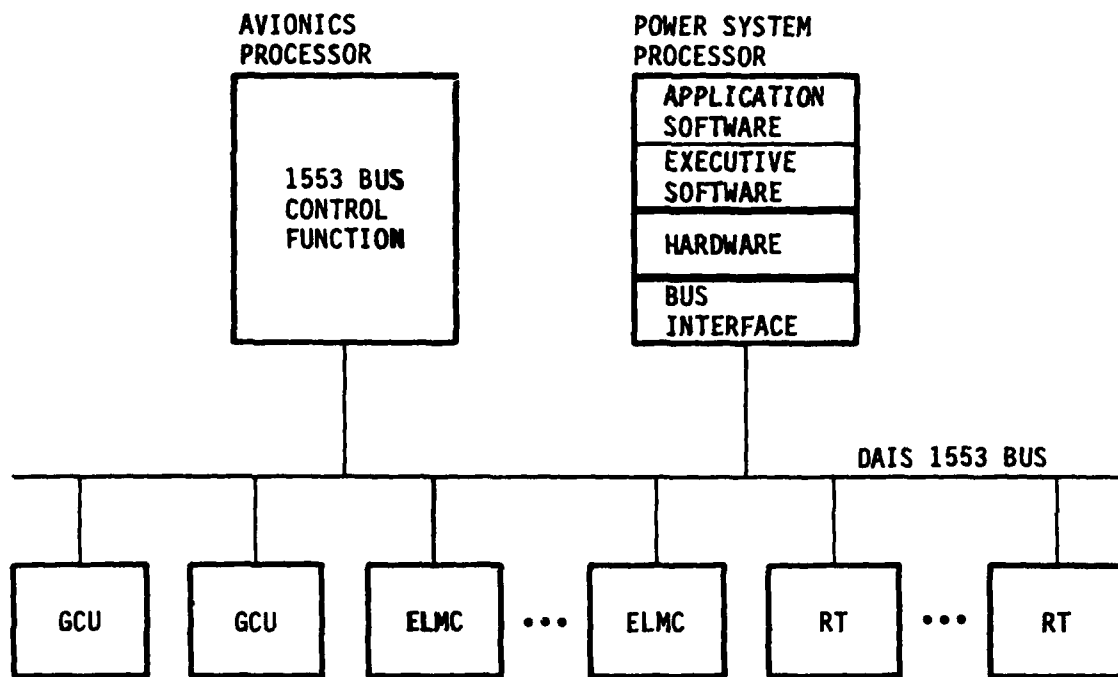 AVIONICS
PROCESSOR
POWER SYSTEM
PROCESSOR
1553 BUS
CONTROL
FUNCTION
APPLICATION
SOFTWARE
EXECUTIVE
SOFTWARE
HARDWARE
BUS
INTERFACE
DAIS 1553 BUS
GCU
GCU
ELMC
•••
ELMC
RT
•••
RT